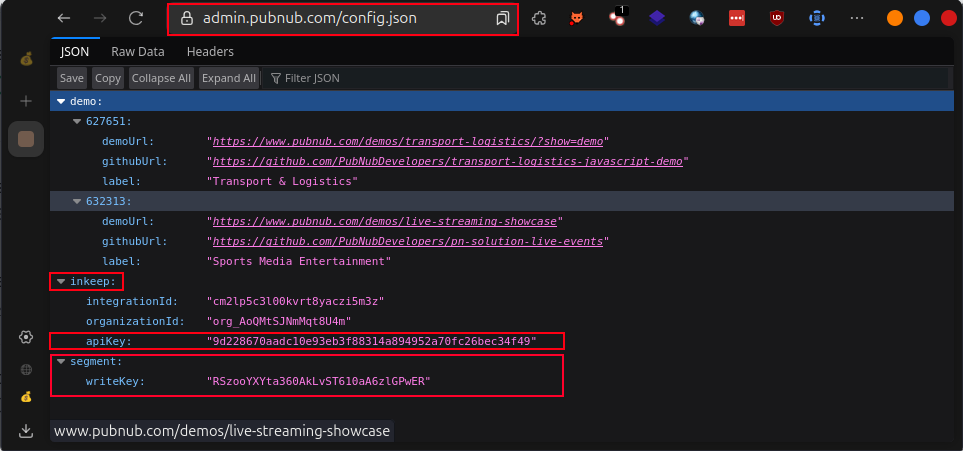 admin.pubnub.com/config.json
1
UD
JSON Raw Data Headers
Save Copy Collapse All Expand All Filter JSON
demo:
627651:
demoUrl: "https://www.pubnub.com/demos/transport-logistics/?show=demo"
githubUrl: "https://github.com/PubNubDevelopers/transport-logistics-javascript-demo"
label: "Transport & Logistics"
632313:
demoUrl: "https://www.pubnub.com/demos/live-streaming-showcase"
githubUrl: "https://github.com/PubNubDevelopers/pn-solution-live-events"
label: "Sports Media Entertainment"
inkeep:
integrationId: "cm2lp5c3l00kvrt8yaczi5m3z"
organizationId: "org_AoQMtSJNmMqt8U4m"
apiKey: "9d228670aadc10e93eb3f88314a894952a70fc26bec34f49"
segment:
writeKey: "RSzooYXYta360AkLvST610aA6zlGPwER"
www.pubnub.com/demos/live-streaming-showcase